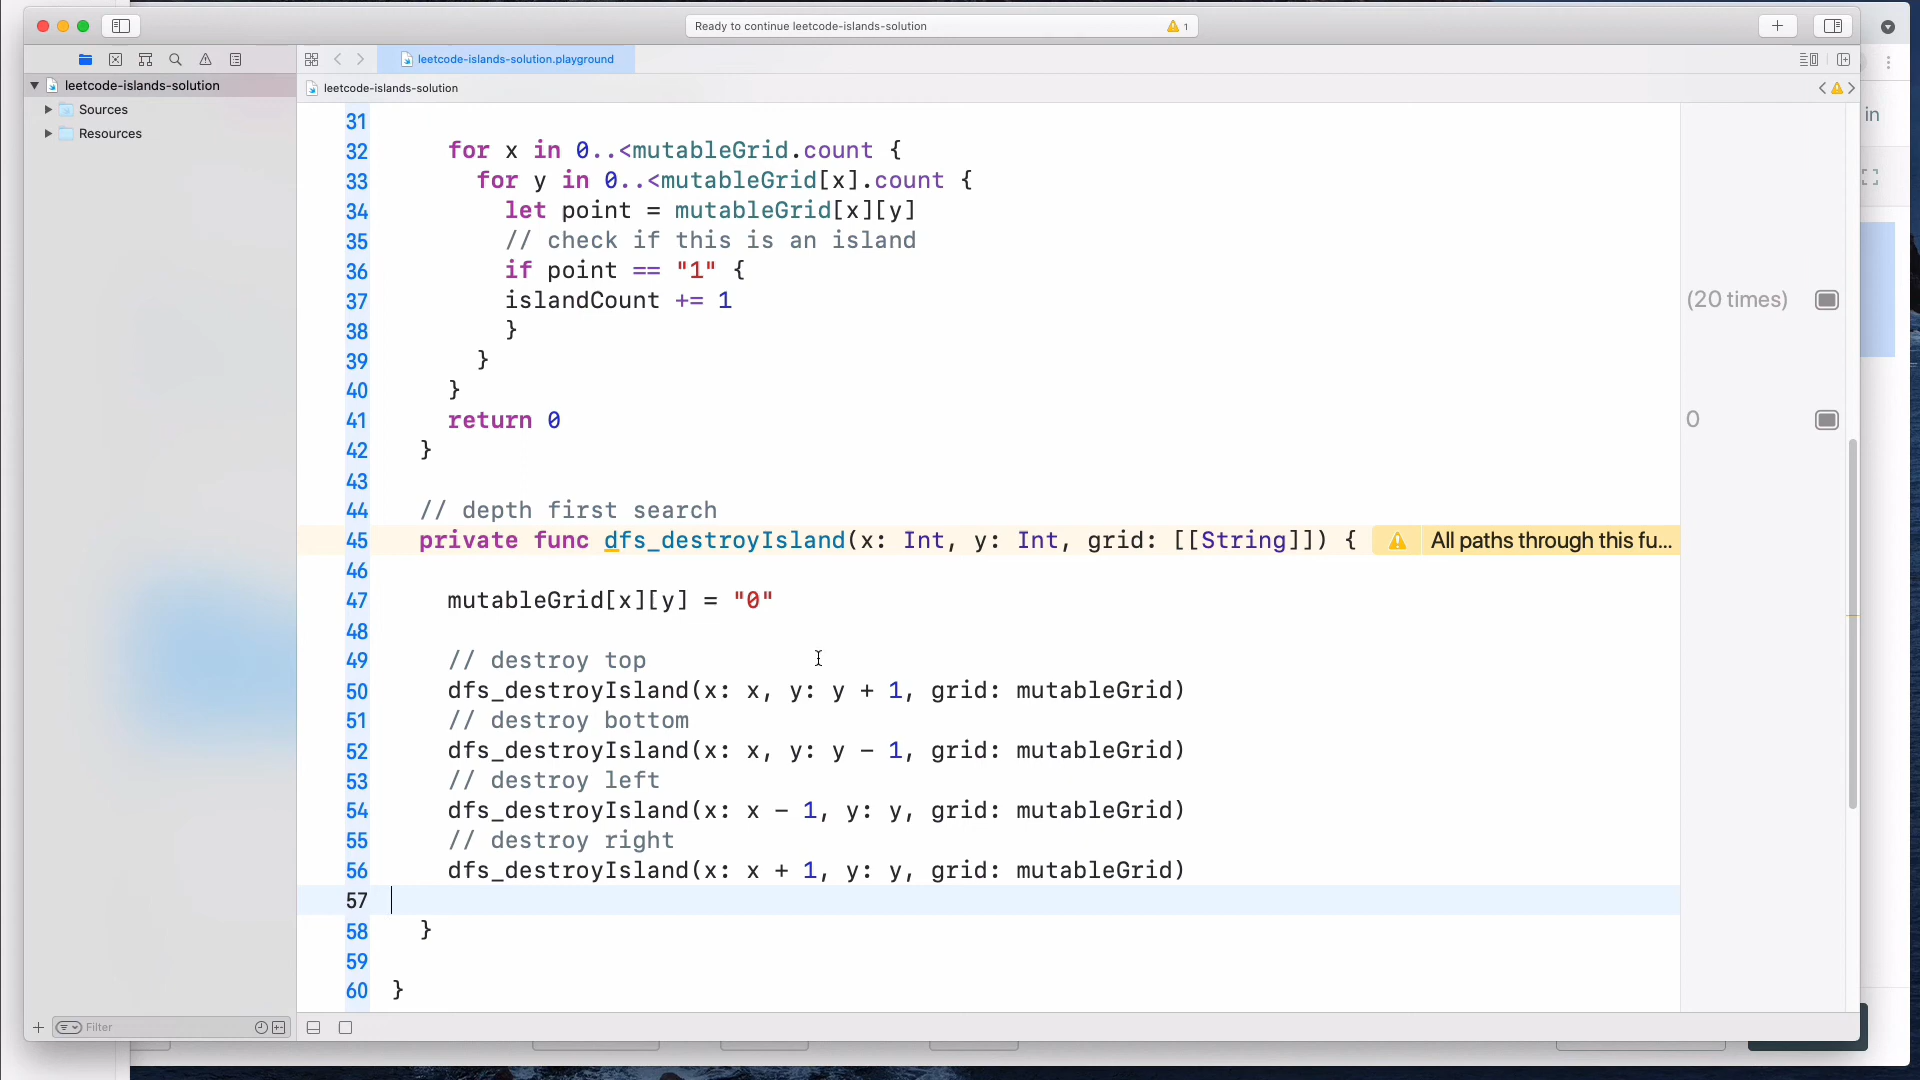 Ready to continue leetcode-islands-solution
1
leetcode-islands-solution.playground
leetcode-islands-solution
leetcode-islands-solution
Sources
Resources
in
31
32 for x in 0..<mutableGrid.count {
33 for y in 0..<mutableGrid[x].count {
34 let point = mutableGrid[x][y]
35 // check if this is an island
36 if point == "1" {
37 islandCount += 1
(20 times)
38 }
39 }
40 }
41 return 0
0
42 }
43
44 // depth first search
45 private func dfs_destroyIsland(x: Int, y: Int, grid: [[String]]) {
All paths through this fu...
46
47 mutableGrid[x][y] = "0"
48
49 // destroy top
50 dfs_destroyIsland(x: x, y: y + 1, grid: mutableGrid)
51 // destroy bottom
52 dfs_destroyIsland(x: x, y: y - 1, grid: mutableGrid)
53 // destroy left
54 dfs_destroyIsland(x: x - 1, y: y, grid: mutableGrid)
55 // destroy right
56 dfs_destroyIsland(x: x + 1, y: y, grid: mutableGrid)
57
58 }
59
60 }
Filter